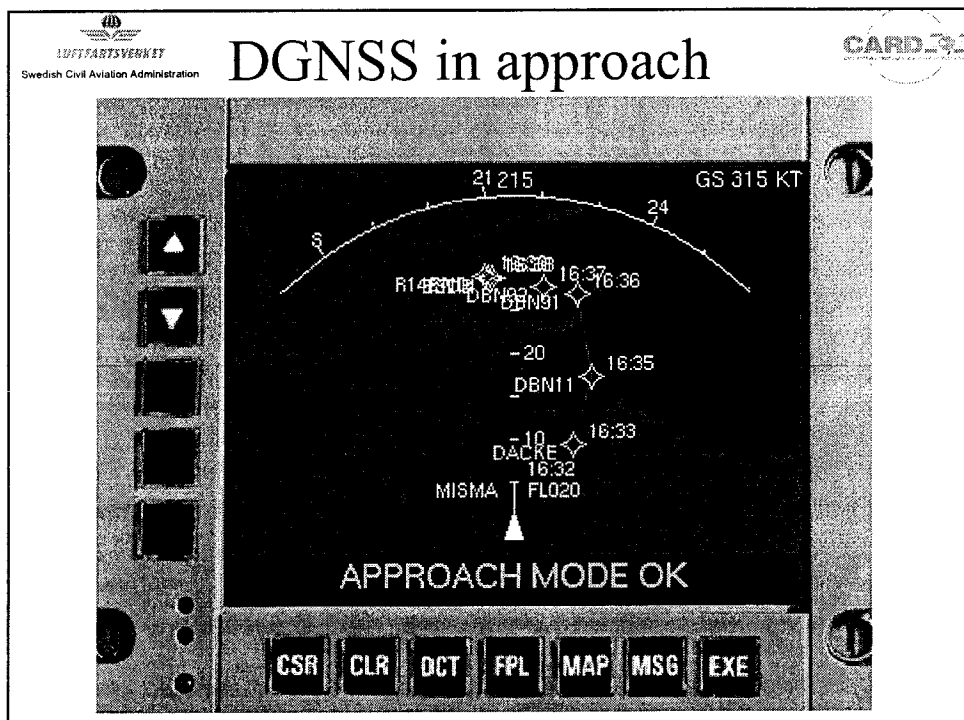 LUFTFARTSVERKET
Swedish Civil Aviation Administration
DGNSS in approach
CARD
21 215
GS 315 KT
24
S
16:37
16:36
DBN91
20
16:35
DBN11
10
16:33
DACKE
16:32
MISMA FL020
APPROACH MODE OK
CSR CLR DCT FPL MAP MSG EXE